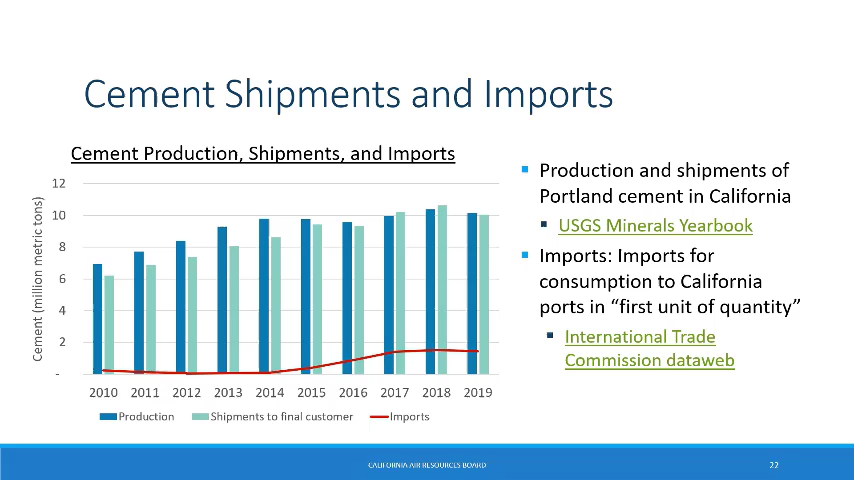 Cement Shipments and Imports
Cement Production, Shipments, and Imports
Cement (million metric tons)
12
10
8
6
4
2
-
2010 2011 2012 2013 2014 2015 2016 2017 2018 2019
Production Shipments to final customer Imports
Production and shipments of
Portland cement in California
USGS Minerals Yearbook
Imports: Imports for
consumption to California
ports in “first unit of quantity”
International Trade
Commission dataweb
CALIFORNIA AIR RESOURCES BOARD
22